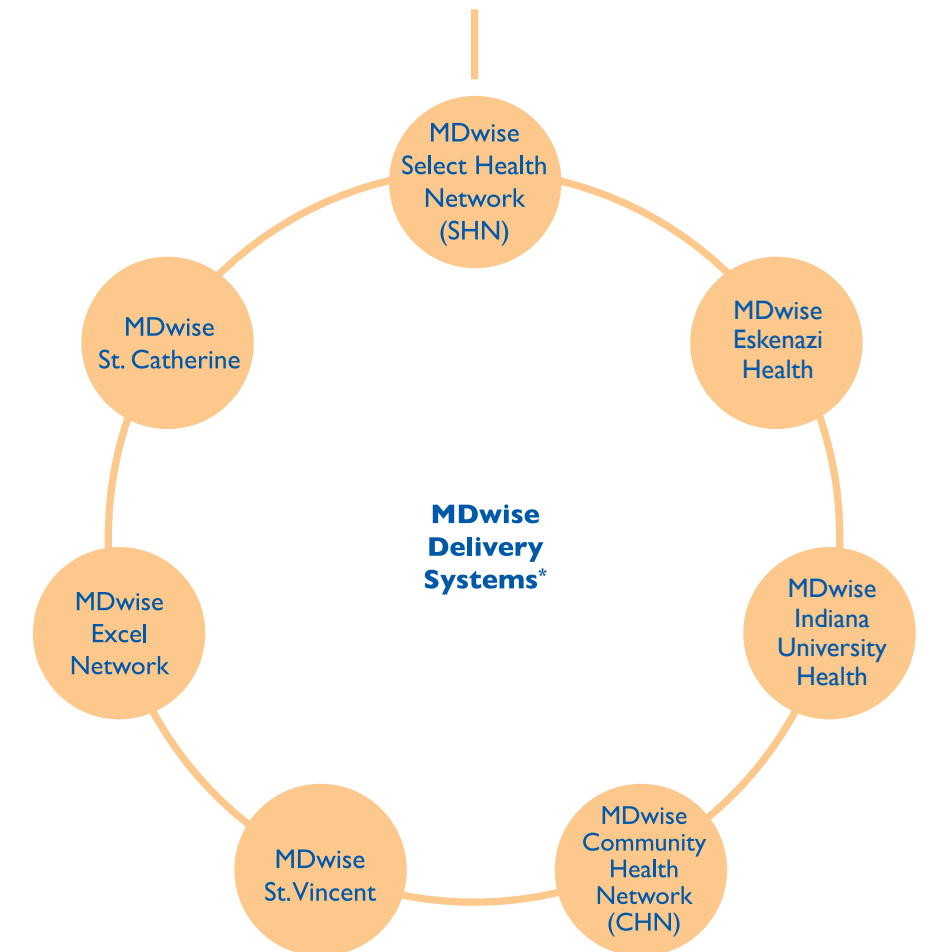 MDwise
Select Health
Network
(SHN)
MDwise
Eskenazi
Health
MDwise
Indiana
University
Health
MDwise
Community
Health
Network
(CHN)
MDwise
St. Vincent
MDwise
Excel
Network
MDwise
St. Catherine
MDwise
Delivery
Systems*